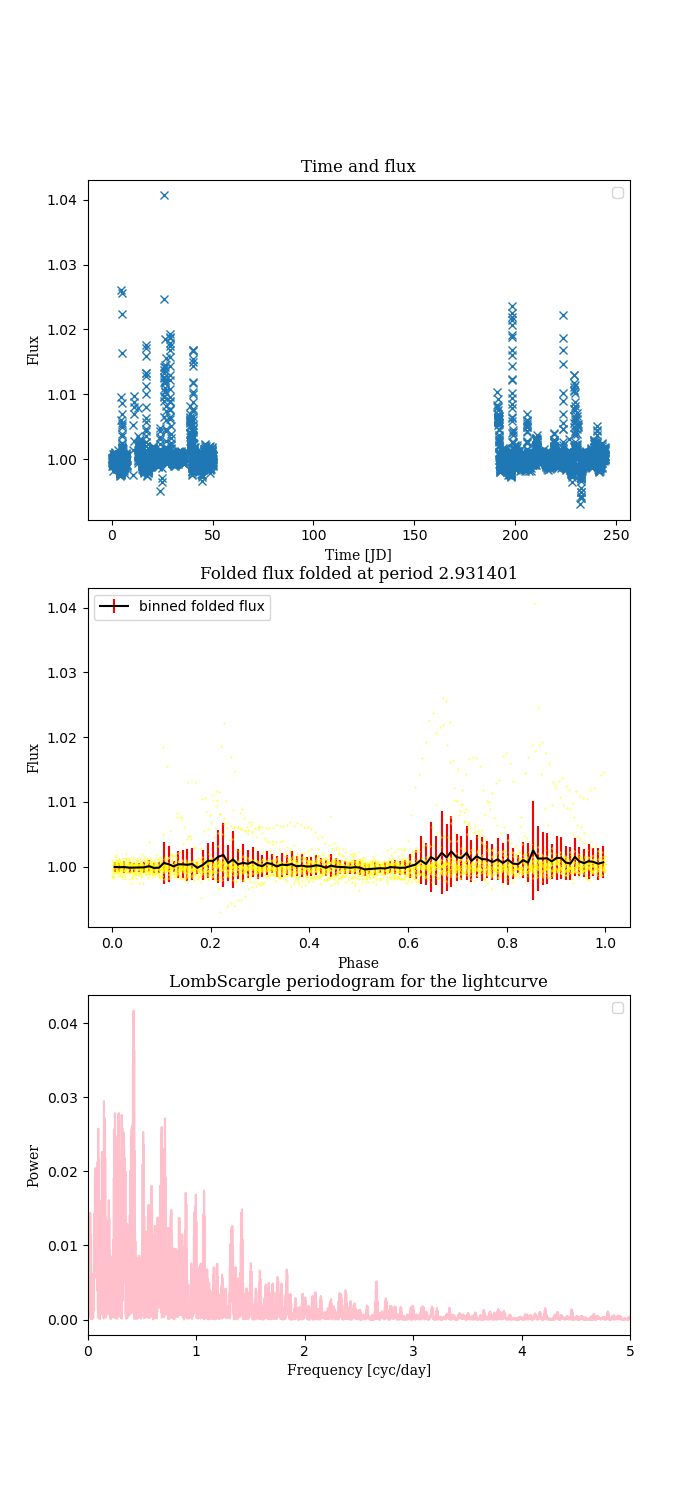 Time and flux
1.04
1.03
1.02
1.01
1.00
Flux
0 50 100 150 200 250
Time [JD]
Folded flux folded at period 2.931401
binned folded flux
1.04
1.03
1.02
1.01
1.00
Flux
0.0 0.2 0.4 0.6 0.8 1.0
Phase
LombScargle periodogram for the lightcurve
0.04
0.03
0.02
0.01
0.00
Power
0 1 2 3 4 5
Frequency [cyc/day]